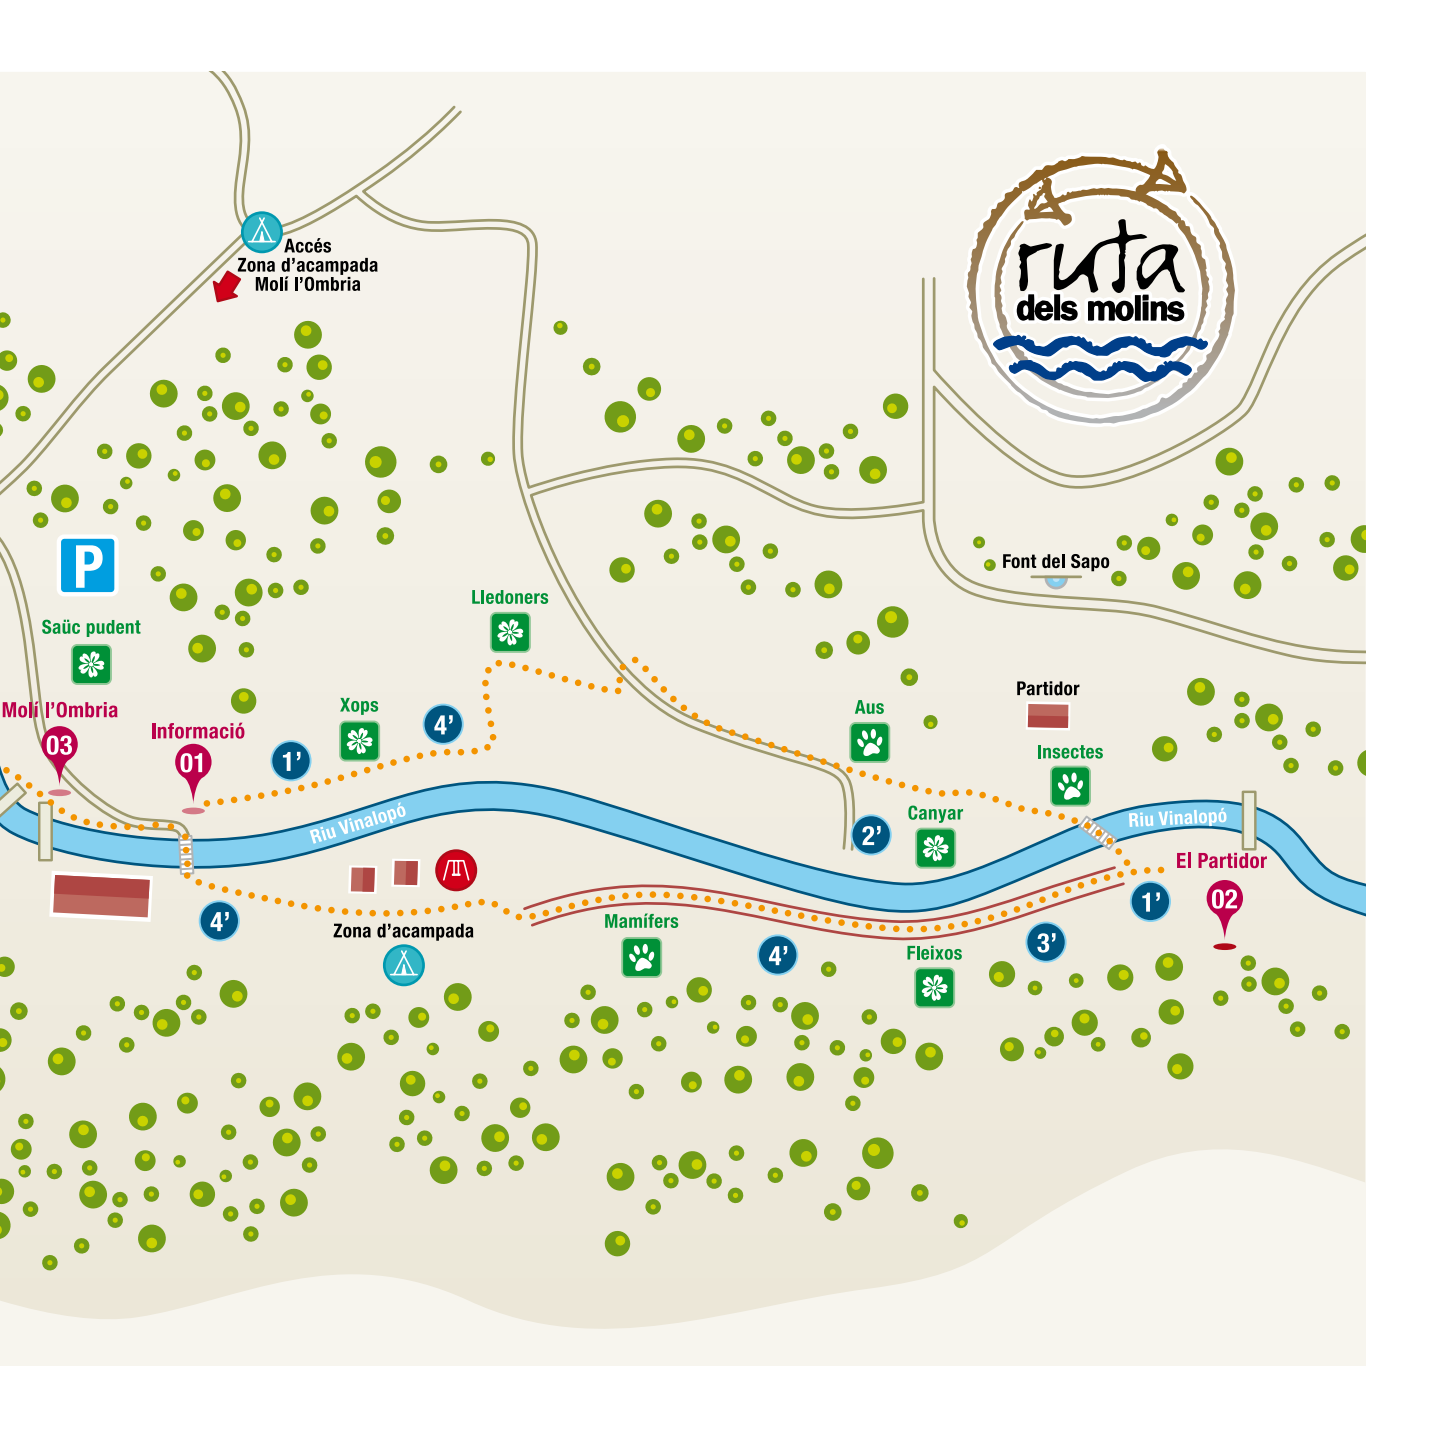 Accés
Zona d'acampada
Molí l'Ombria
ruta
dels molins
P
Font del Sapo
Lledoners
Saüc pudent
Partidor
Xops
Aus
Molí l'Ombria
03
Informació
01
1'
4'
Insectes
Riu Vinalopó
Riu Vinalopó
2'
Canyar
El Partidor
02
1'
4'
Zona d'acampada
Mamífers
4'
Fleixos
3'